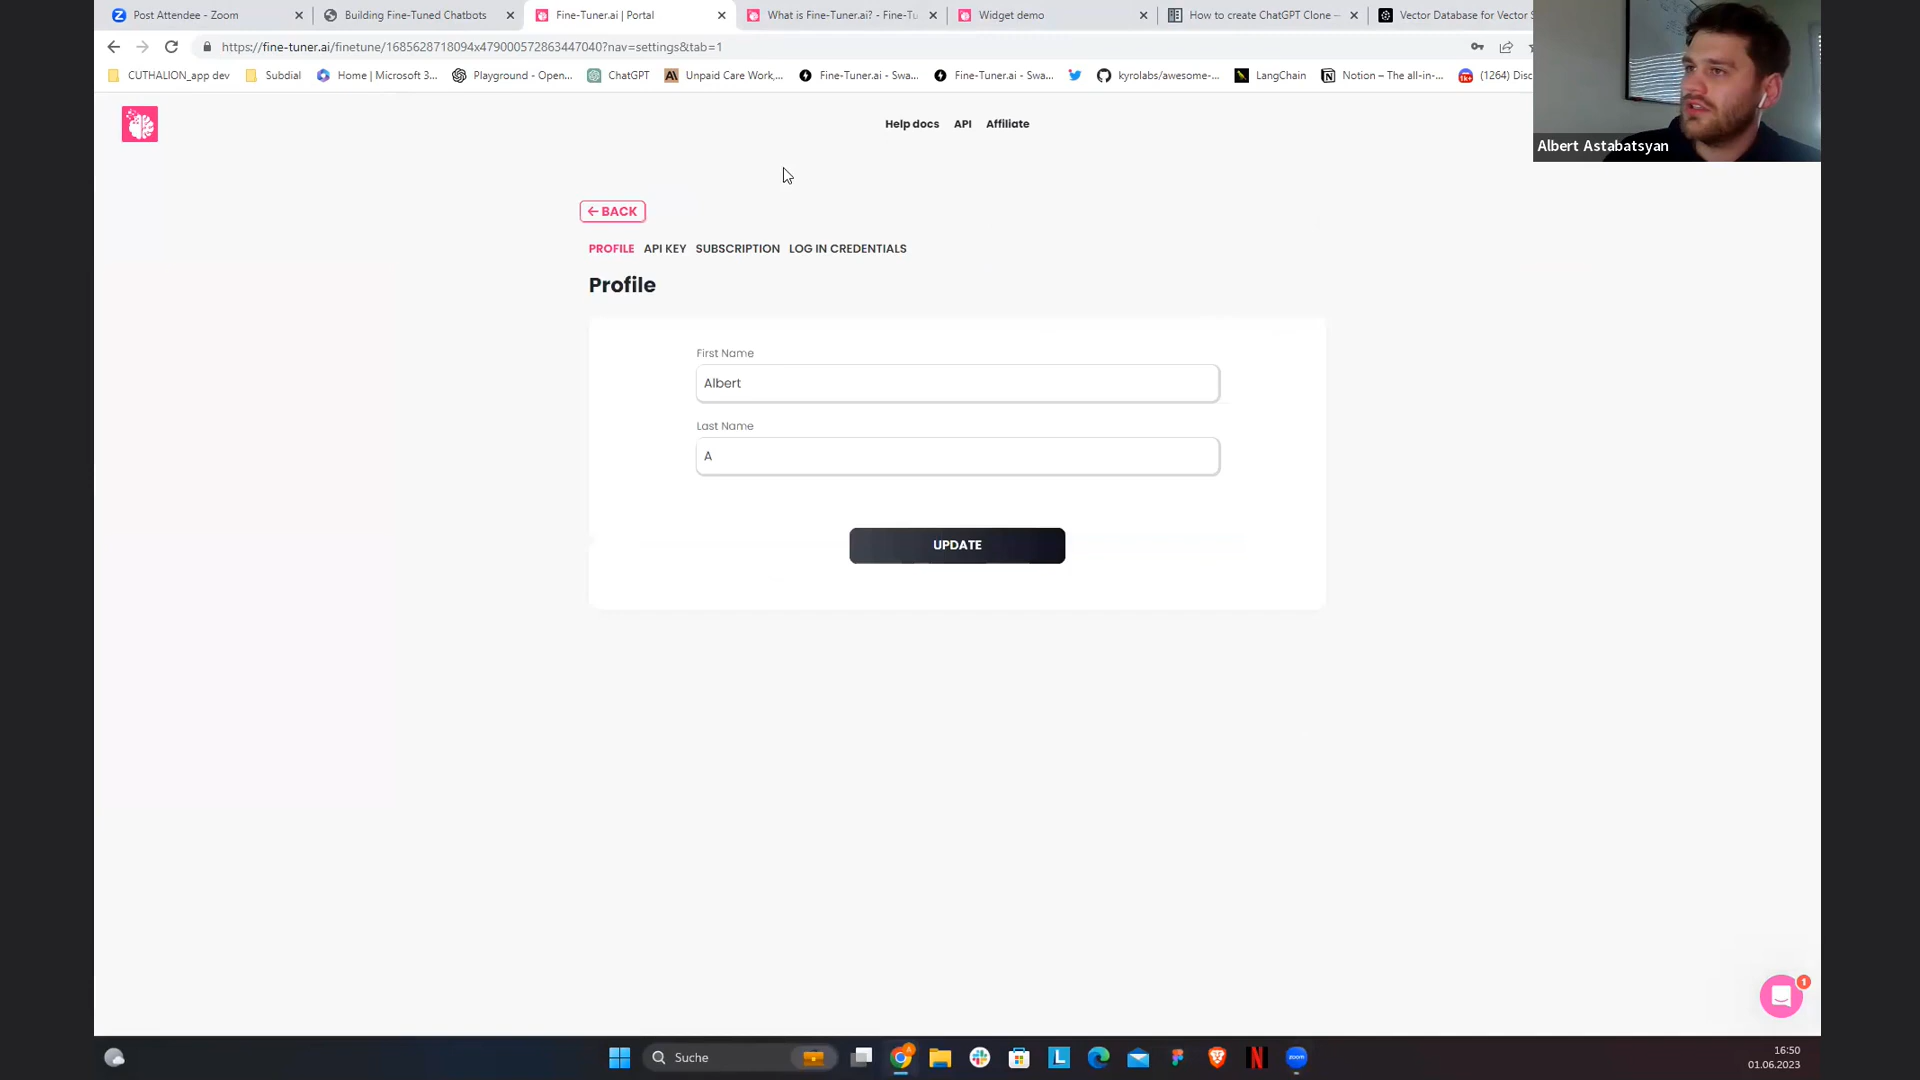 Post Attendee - Zoom
Building Fine-Tuned Chatbots
Fine-Tuner.ai | Portal
What is Fine-Tuner.ai? - Fine-Tu
Widget demo
How to create ChatGPT Clone –
Vector Database for Vector S
https://fine-tuner.ai/finetune/1685628718094x479000572863447040?nav=settings&tab=1
CUTHALION_app dev
Subdial
Home | Microsoft 3...
Playground - Open...
ChatGPT
Unpaid Care Work,...
Fine-Tuner.ai - Swa...
Fine-Tuner.ai - Swa...
kyrolabs/awesome-...
LangChain
Notion – The all-in-...
(1264) Disc
Albert Astabatsyan
Help docs API Affiliate
← BACK
PROFILE API KEY SUBSCRIPTION LOG IN CREDENTIALS
Profile
First Name
Albert
Last Name
A
UPDATE
1
Suche
zoom
16:50
01.06.2023